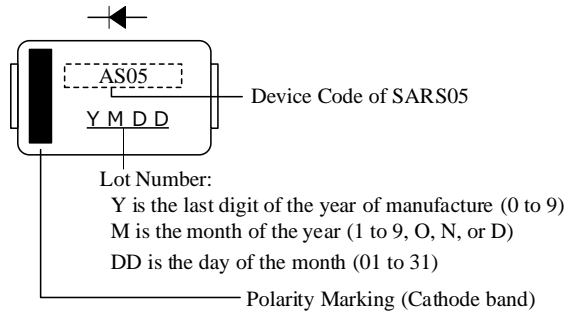 AS05
Device Code of SARS05
Y M D D
Lot Number:
Y is the last digit of the year of manufacture (0 to 9)
M is the month of the year (1 to 9, O, N, or D)
DD is the day of the month (01 to 31)
Polarity Marking (Cathode band)